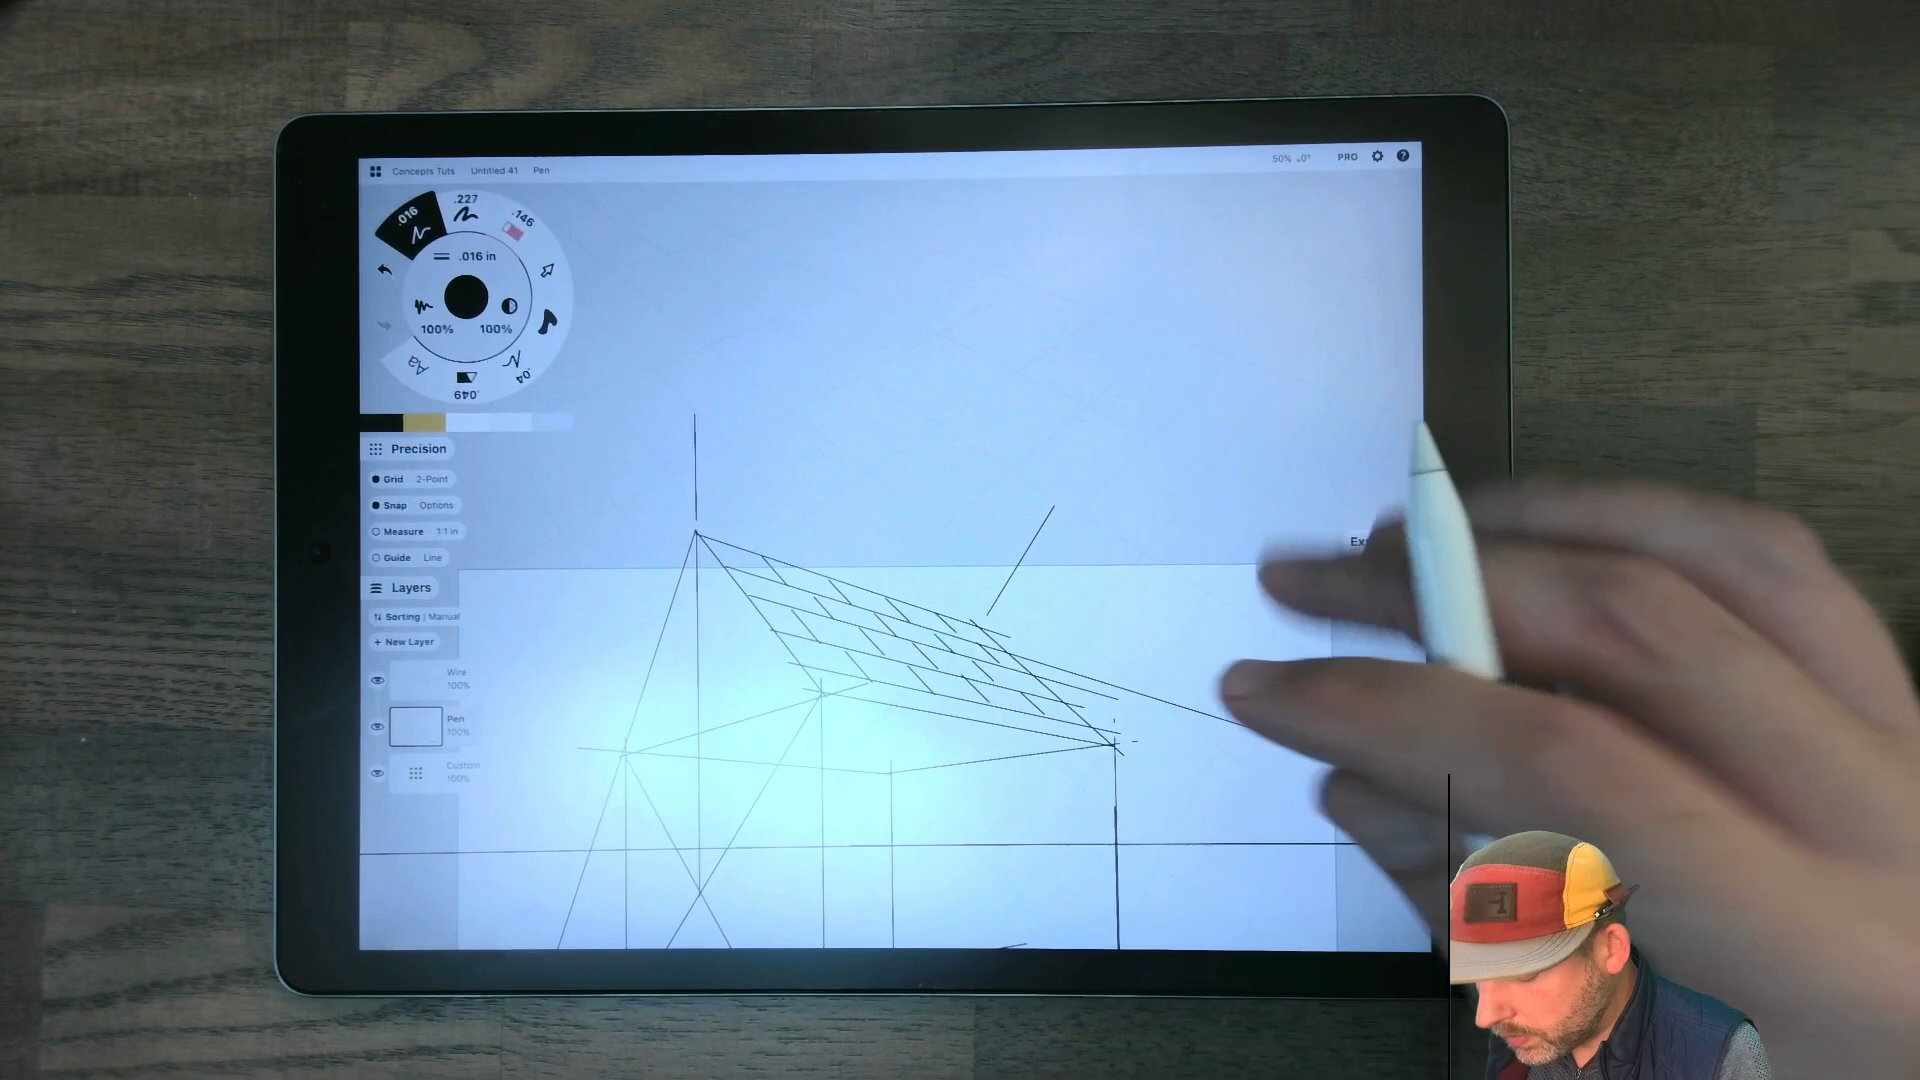 Concepts Tuts Untitled 41 Pen
50% 0° PRO
.016 .227 .146
.016 in
100% 100%
Aa .049 .04
Precision
Grid 2-Point
Snap Options
Measure 1:1 in
Guide Line
Layers
Sorting | Manual
+ New Layer
Wire
100%
Pen
100%
Custom
100%